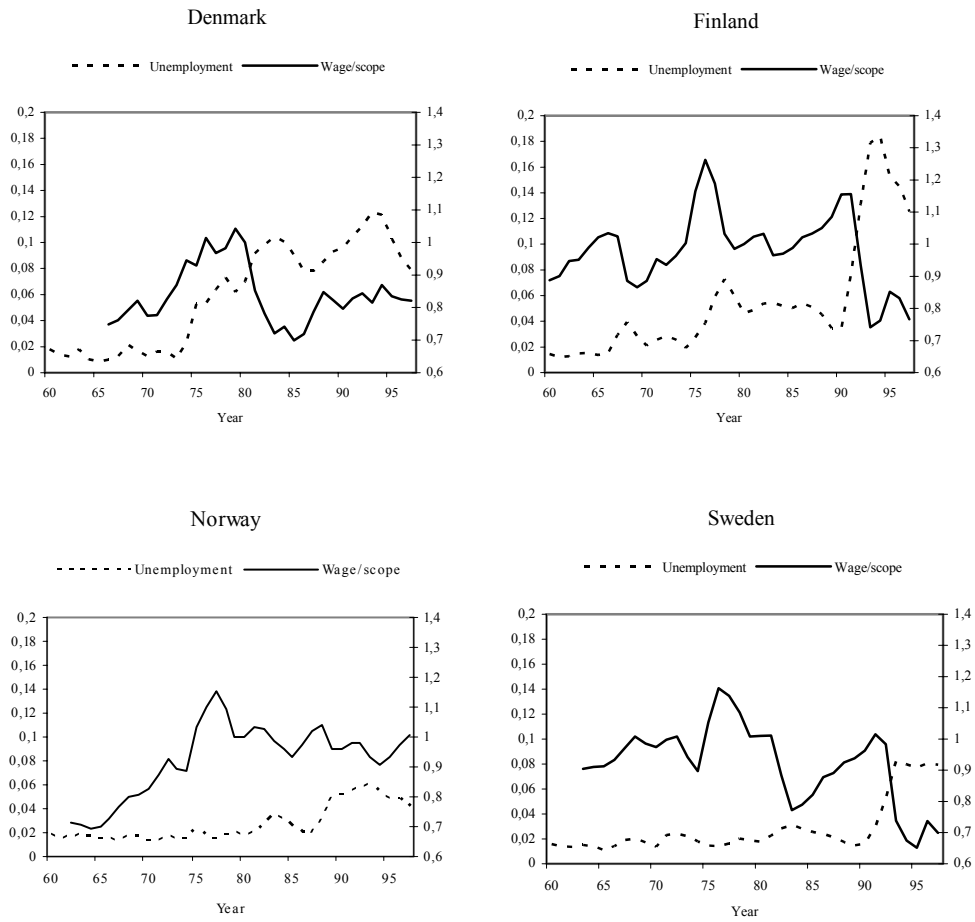 Denmark
Unemployment Wage/scope
0,2 1,4
0,18 1,3
0,16
0,14 1,2
0,12 1,1
0,1 1
0,08 0,9
0,06
0,04 0,8
0,02 0,7
0 0,6
60 65 70 75 80 85 90 95
Year
Finland
Unemployment Wage/scope
0,2 1,4
0,18 1,3
0,16
0,14 1,2
0,12 1,1
0,1 1
0,08 0,9
0,06
0,04 0,8
0,02 0,7
0 0,6
60 65 70 75 80 85 90 95
Year
Norway
Unemployment Wage/scope
0,2 1,4
0,18 1,3
0,16
0,14 1,2
0,12 1,1
0,1 1
0,08 0,9
0,06
0,04 0,8
0,02 0,7
0 0,6
60 65 70 75 80 85 90 95
Year
Sweden
Unemployment Wage/scope
0,2 1,4
0,18 1,3
0,16
0,14 1,2
0,12 1,1
0,1 1
0,08 0,9
0,06
0,04 0,8
0,02 0,7
0 0,6
60 65 70 75 80 85 90 95
Year